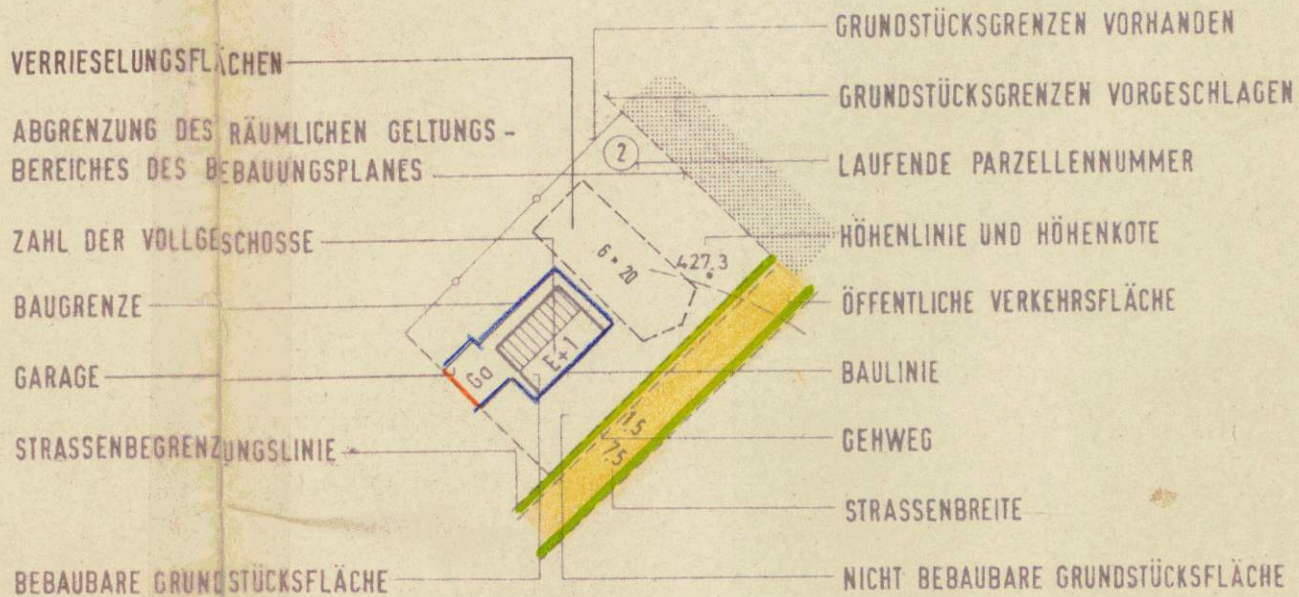 VERRIESELUNGSFLÄCHEN
ABGRENZUNG DES RÄUMLICHEN GELTUNGS-
BEREICHES DES BEBAUUNGSPLANES
ZAHL DER VOLLGESCHOSSE
BAUGRENZE
GARAGE
STRASSENBEGRENZUNGSLINIE
BEBAUBARE GRUNDSTÜCKSFLÄCHE
2
6 × 20
427.3
Ga
E+1
1.5
7.5
GRUNDSTÜCKSGRENZEN VORHANDEN
GRUNDSTÜCKSGRENZEN VORGESCHLAGEN
LAUFENDE PARZELLENNUMMER
HÖHENLINIE UND HÖHENKOTE
ÖFFENTLICHE VERKEHRSFLÄCHE
BAULINIE
GEHWEG
STRASSENBREITE
NICHT BEBAUBARE GRUNDSTÜCKSFLÄCHE